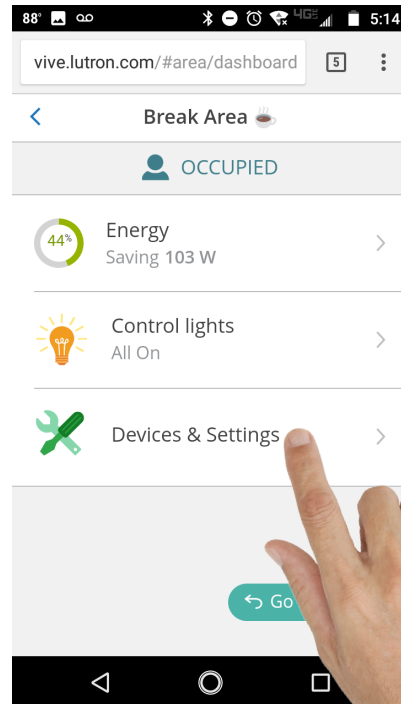 88° 4GE 5:14
vive.lutron.com/#area/dashboard 5
Break Area
OCCUPIED
44% Energy
Saving 103 W
Control lights
All On
Devices & Settings
Go